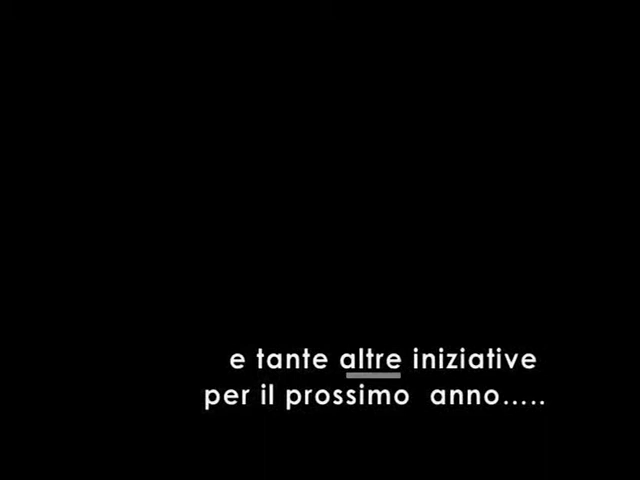 e tante altre iniziative
per il prossimo anno.....